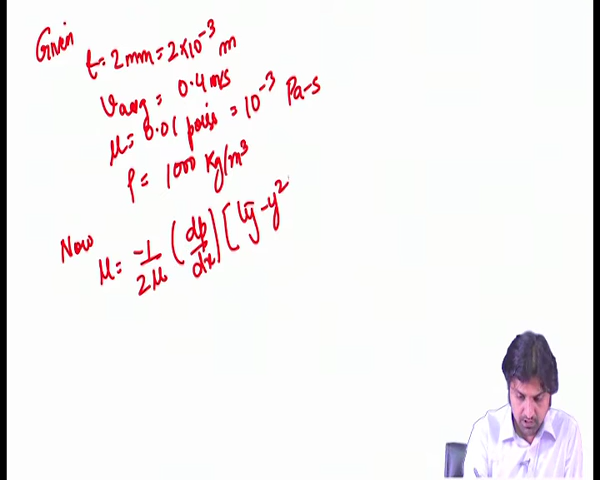 Given
t = 2mm = 2×10⁻³ m
Vavg = 0.4 m/s
μ = 0.01 poise = 10⁻³ Pa-s
ρ = 1000 Kg/m³
Now
μ = -1/2μ (dp/dx) [ty - y²